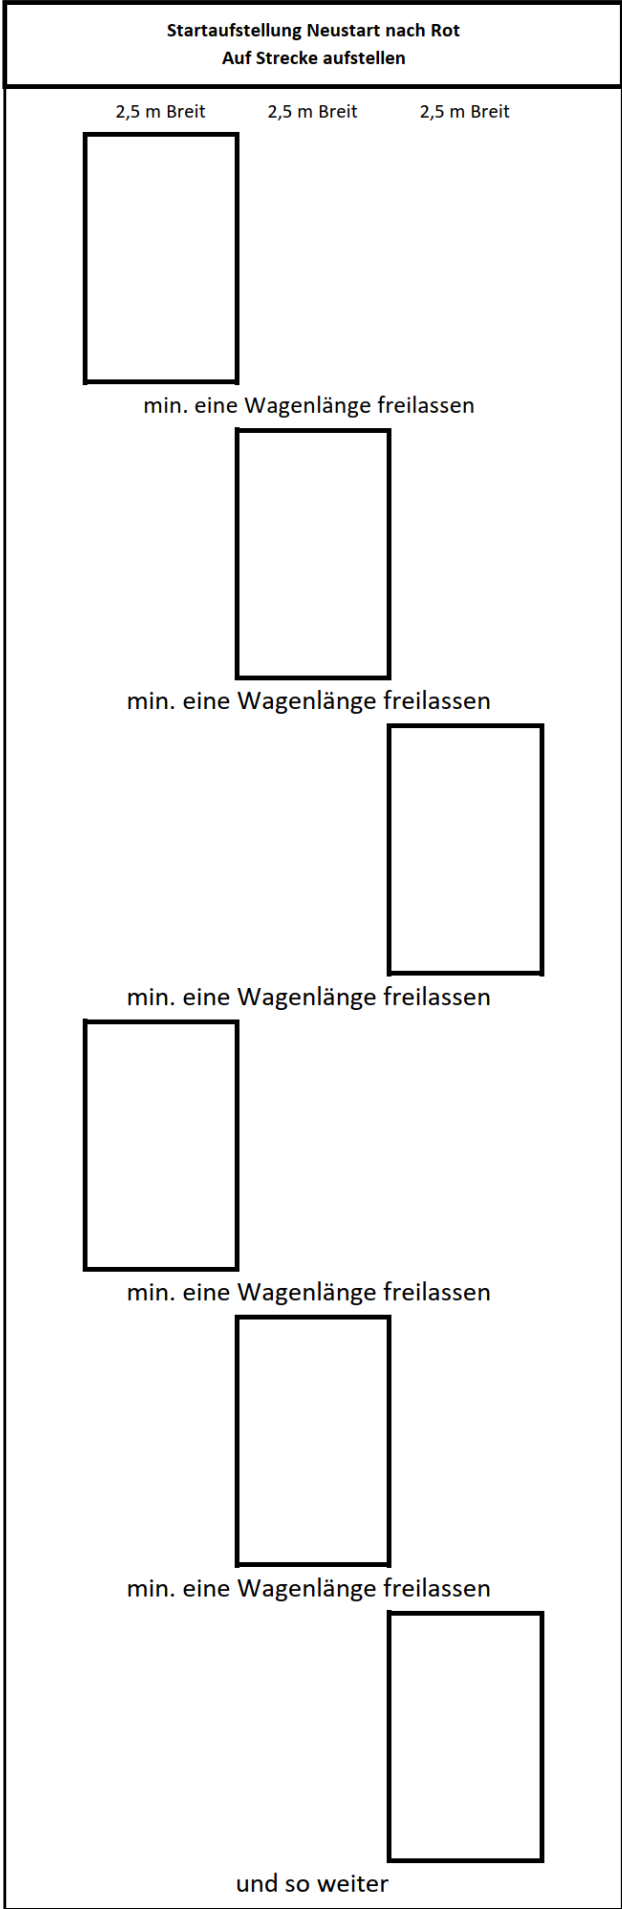 Startaufstellung Neustart nach Rot
Auf Strecke aufstellen
2,5 m Breit 2,5 m Breit 2,5 m Breit
min. eine Wagenlänge freilassen
min. eine Wagenlänge freilassen
min. eine Wagenlänge freilassen
min. eine Wagenlänge freilassen
min. eine Wagenlänge freilassen
und so weiter